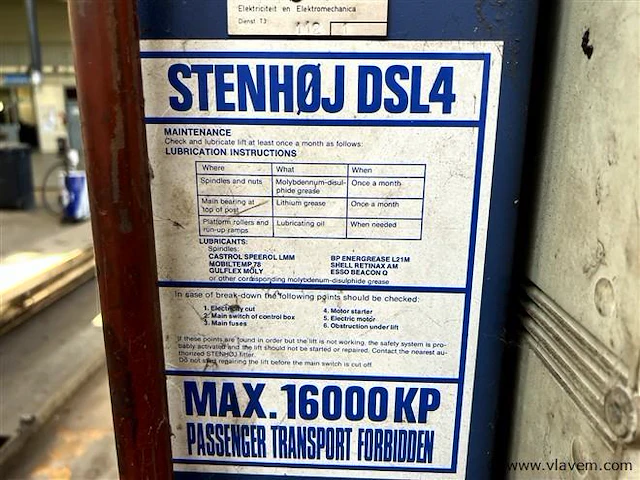 Elektriciteit en Elektromechanica
Dienst T3
112
STENHØJ DSL4
MAINTENANCE
Check and lubricate lift at least once a month as follows:
LUBRICATION INSTRUCTIONS
Where What When
Spindles and nuts Molybdennum-disul-
phide grease Once a month
Main bearing at
top of post Lithium grease Once a month
Platform rollers and
run-up ramps Lubricating oil When needed
LUBRICANTS:
Spindles:
CASTROL SPEEROL LMM BP ENERGREASE L21M
MOBILTEMP 78 SHELL RETINAX AM
GULFLEX MOLY ESSO BEACON Q
or other corresponding molybdenum-disulphide grease
In case of break-down the following points should be checked:
1. Electricity cut 4. Motor starter
2. Main switch of control box 5. Electric motor
3. Main fuses 6. Obstruction under lift
If these points are found in order but the lift is not working, the safety system is pro-
bably activated and the lift should not be started or repaired. Contact the nearest au-
thorized STENHØJ fitter.
Do not start repairing the lift before the main switch is cut off.
MAX. 16000 KP
PASSENGER TRANSPORT FORBIDDEN
www.vlavem.com